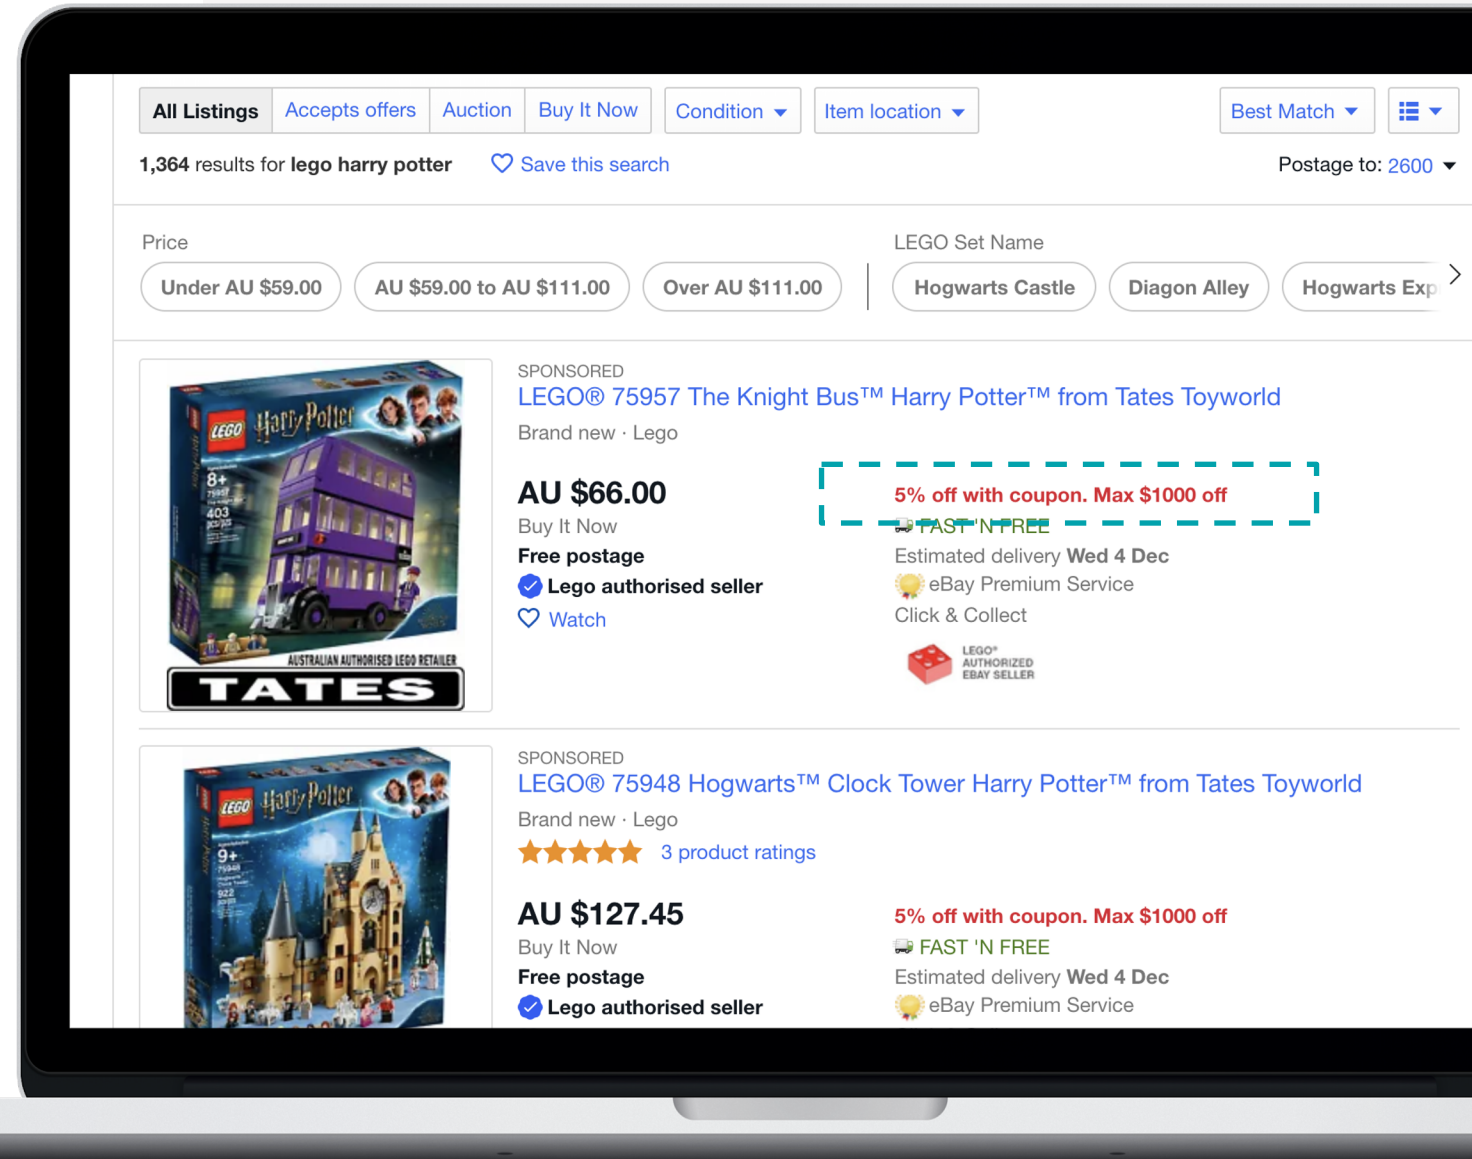 All Listings Accepts offers Auction Buy It Now Condition Item location Best Match
1,364 results for lego harry potter Save this search Postage to: 2600
Price LEGO Set Name
Under AU $59.00 AU $59.00 to AU $111.00 Over AU $111.00 Hogwarts Castle Diagon Alley Hogwarts Exp
SPONSORED
LEGO® 75957 The Knight Bus™ Harry Potter™ from Tates Toyworld
Brand new · Lego
AU $66.00 5% off with coupon. Max $1000 off
Buy It Now FAST 'N FREE
Free postage Estimated delivery Wed 4 Dec
Lego authorised seller eBay Premium Service
Watch Click & Collect
LEGO®
AUTHORIZED
EBAY SELLER
LEGO Harry Potter
8+
75957
403
pcs/pzs
AUSTRALIAN AUTHORISED LEGO RETAILER
TATES
SPONSORED
LEGO® 75948 Hogwarts™ Clock Tower Harry Potter™ from Tates Toyworld
Brand new · Lego
3 product ratings
AU $127.45 5% off with coupon. Max $1000 off
Buy It Now FAST 'N FREE
Free postage Estimated delivery Wed 4 Dec
Lego authorised seller eBay Premium Service
LEGO Harry Potter
9+
75948
Hogwarts
Clock Tower
922
pcs/pzs